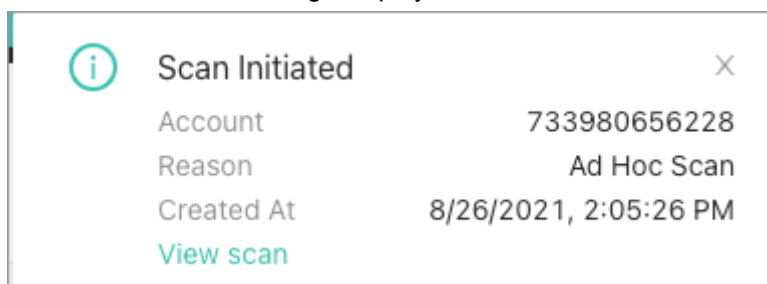 Scan Initiated X
Account 733980656228
Reason Ad Hoc Scan
Created At 8/26/2021, 2:05:26 PM
View scan